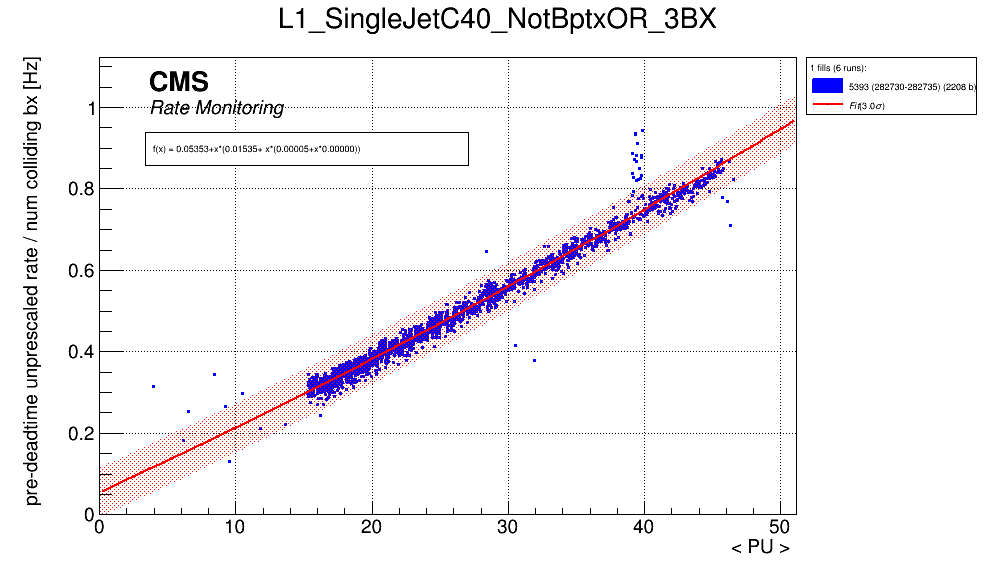 L1_SingleJetC40_NotBptxOR_3BX
pre-deadtime unprescaled rate / num colliding bx [Hz]
CMS
Rate Monitoring
f(x) = 0.05353+x*(0.01535+ x*(0.00005+x*0.00000))
1 fills (6 runs):
5393 (282730-282735) (2208 b)
Fit(3.0σ)
1
0.8
0.6
0.4
0.2
0
0 10 20 30 40 50
< PU >